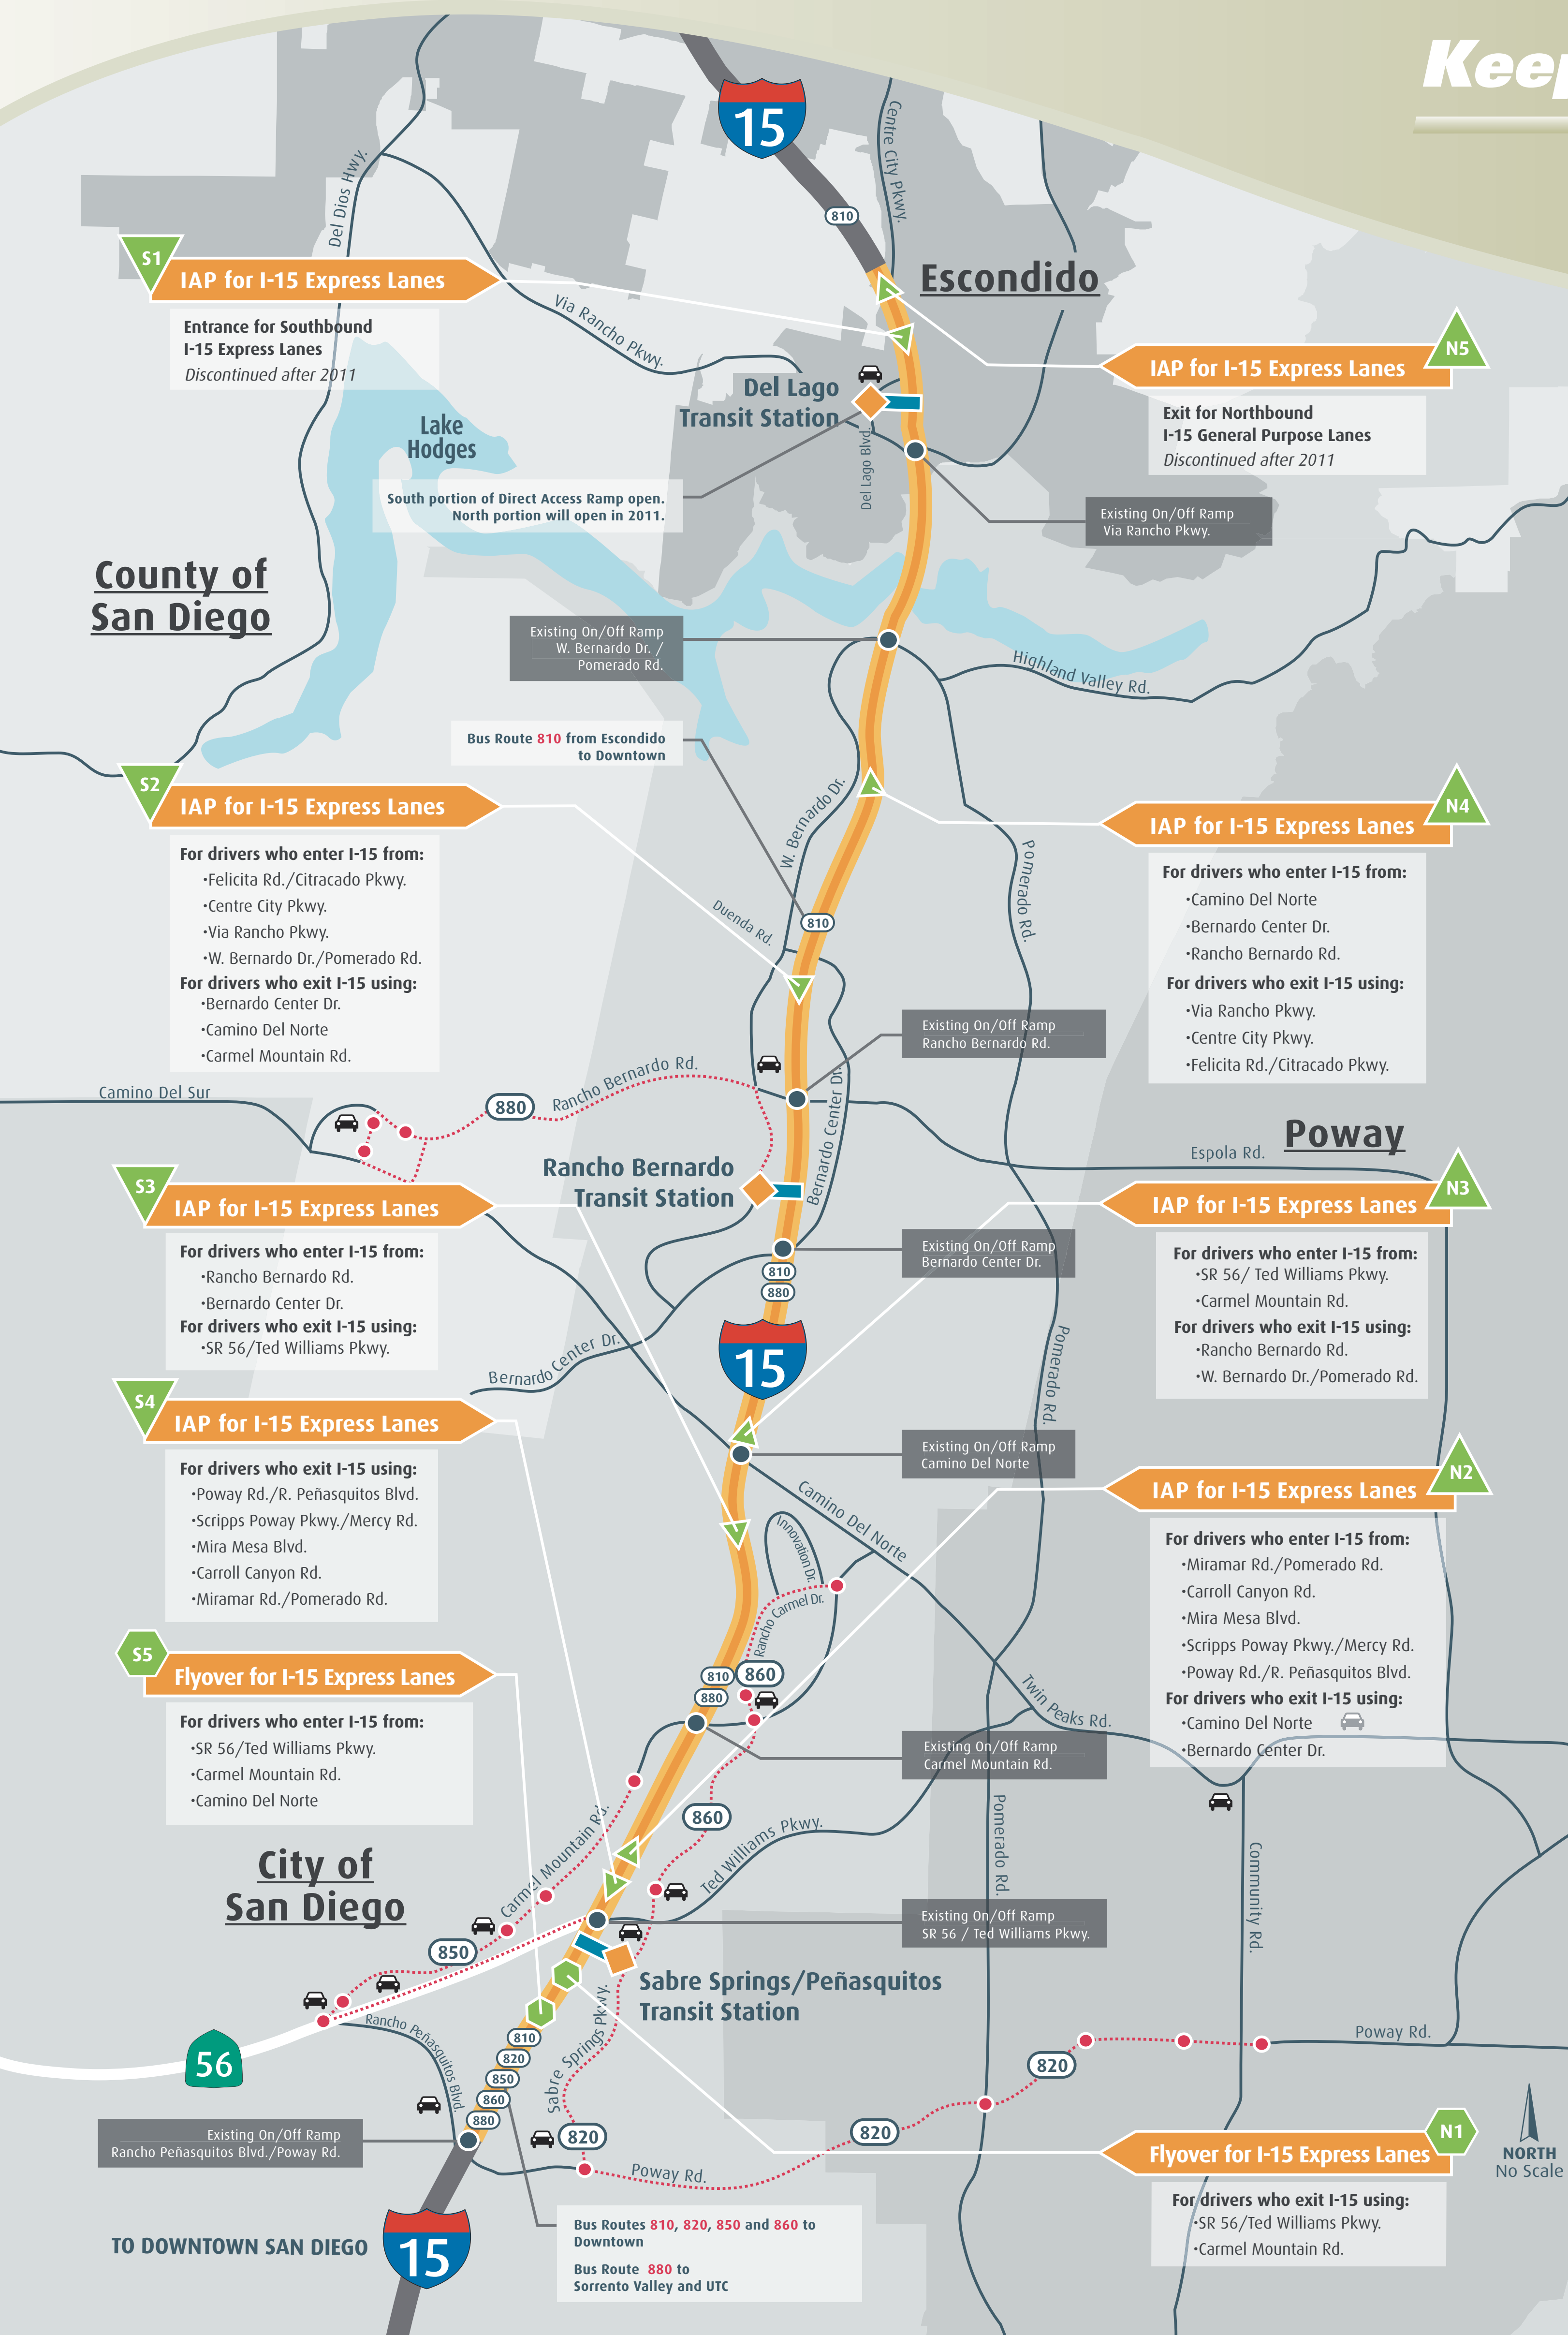 Keep
15
Centre City Pkwy.
Del Dios Hwy.
810
S1
IAP for I-15 Express Lanes
Entrance for Southbound
I-15 Express Lanes
Discontinued after 2011
Escondido
Via Rancho Pkwy.
N5
IAP for I-15 Express Lanes
Exit for Northbound
I-15 General Purpose Lanes
Discontinued after 2011
Del Lago
Transit Station
Del Lago Blvd.
Lake
Hodges
South portion of Direct Access Ramp open.
North portion will open in 2011.
Existing On/Off Ramp
Via Rancho Pkwy.
County of
San Diego
Existing On/Off Ramp
W. Bernardo Dr. /
Pomerado Rd.
Highland Valley Rd.
Bus Route 810 from Escondido
to Downtown
S2
IAP for I-15 Express Lanes
For drivers who enter I-15 from:
•Felicita Rd./Citracado Pkwy.
•Centre City Pkwy.
•Via Rancho Pkwy.
•W. Bernardo Dr./Pomerado Rd.
For drivers who exit I-15 using:
•Bernardo Center Dr.
•Camino Del Norte
•Carmel Mountain Rd.
W. Bernardo Dr.
Duenda Rd.
810
Pomerado Rd.
N4
IAP for I-15 Express Lanes
For drivers who enter I-15 from:
•Camino Del Norte
•Bernardo Center Dr.
•Rancho Bernardo Rd.
For drivers who exit I-15 using:
•Via Rancho Pkwy.
•Centre City Pkwy.
•Felicita Rd./Citracado Pkwy.
Existing On/Off Ramp
Rancho Bernardo Rd.
Camino Del Sur
880
Rancho Bernardo Rd.
Bernardo Center Dr.
Poway
Espola Rd.
Rancho Bernardo
Transit Station
S3
IAP for I-15 Express Lanes
For drivers who enter I-15 from:
•Rancho Bernardo Rd.
•Bernardo Center Dr.
For drivers who exit I-15 using:
•SR 56/Ted Williams Pkwy.
N3
IAP for I-15 Express Lanes
For drivers who enter I-15 from:
•SR 56/ Ted Williams Pkwy.
•Carmel Mountain Rd.
For drivers who exit I-15 using:
•Rancho Bernardo Rd.
•W. Bernardo Dr./Pomerado Rd.
Existing On/Off Ramp
Bernardo Center Dr.
810
880
15
Bernardo Center Dr.
Pomerado Rd.
S4
IAP for I-15 Express Lanes
For drivers who exit I-15 using:
•Poway Rd./R. Peñasquitos Blvd.
•Scripps Poway Pkwy./Mercy Rd.
•Mira Mesa Blvd.
•Carroll Canyon Rd.
•Miramar Rd./Pomerado Rd.
Existing On/Off Ramp
Camino Del Norte
Camino Del Norte
Innovation Dr.
Rancho Carmel Dr.
N2
IAP for I-15 Express Lanes
For drivers who enter I-15 from:
•Miramar Rd./Pomerado Rd.
•Carroll Canyon Rd.
•Mira Mesa Blvd.
•Scripps Poway Pkwy./Mercy Rd.
•Poway Rd./R. Peñasquitos Blvd.
For drivers who exit I-15 using:
•Camino Del Norte
•Bernardo Center Dr.
S5
Flyover for I-15 Express Lanes
For drivers who enter I-15 from:
•SR 56/Ted Williams Pkwy.
•Carmel Mountain Rd.
•Camino Del Norte
810
860
880
Twin Peaks Rd.
Existing On/Off Ramp
Carmel Mountain Rd.
860
Carmel Mountain Rd.
Ted Williams Pkwy.
Pomerado Rd.
Community Rd.
City of
San Diego
Existing On/Off Ramp
SR 56 / Ted Williams Pkwy.
850
Sabre Springs/Peñasquitos
Transit Station
Rancho Peñasquitos Blvd.
Sabre Springs Pkwy.
56
810
820
850
860
880
Poway Rd.
820
820
820
Existing On/Off Ramp
Rancho Peñasquitos Blvd./Poway Rd.
Poway Rd.
N1
Flyover for I-15 Express Lanes
For drivers who exit I-15 using:
•SR 56/Ted Williams Pkwy.
•Carmel Mountain Rd.
NORTH
No Scale
TO DOWNTOWN SAN DIEGO
15
Bus Routes 810, 820, 850 and 860 to
Downtown
Bus Route 880 to
Sorrento Valley and UTC